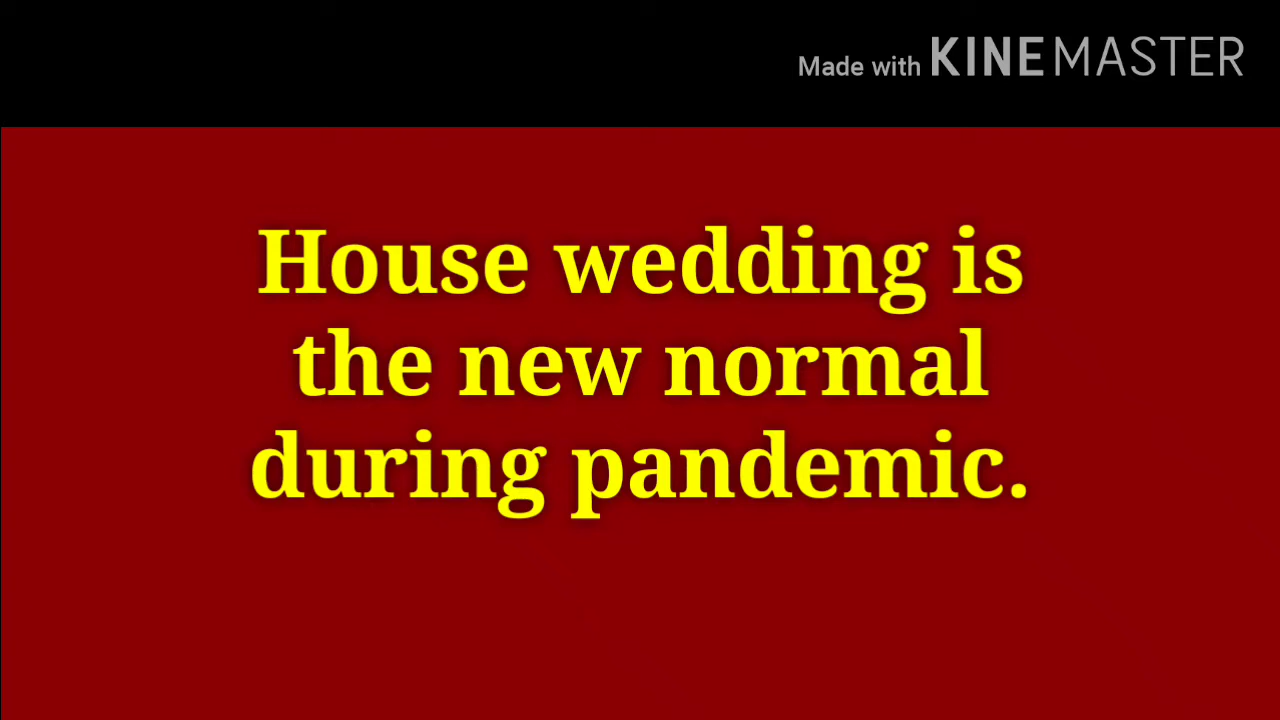 Made with KINEMASTER
House wedding is
the new normal
during pandemic.